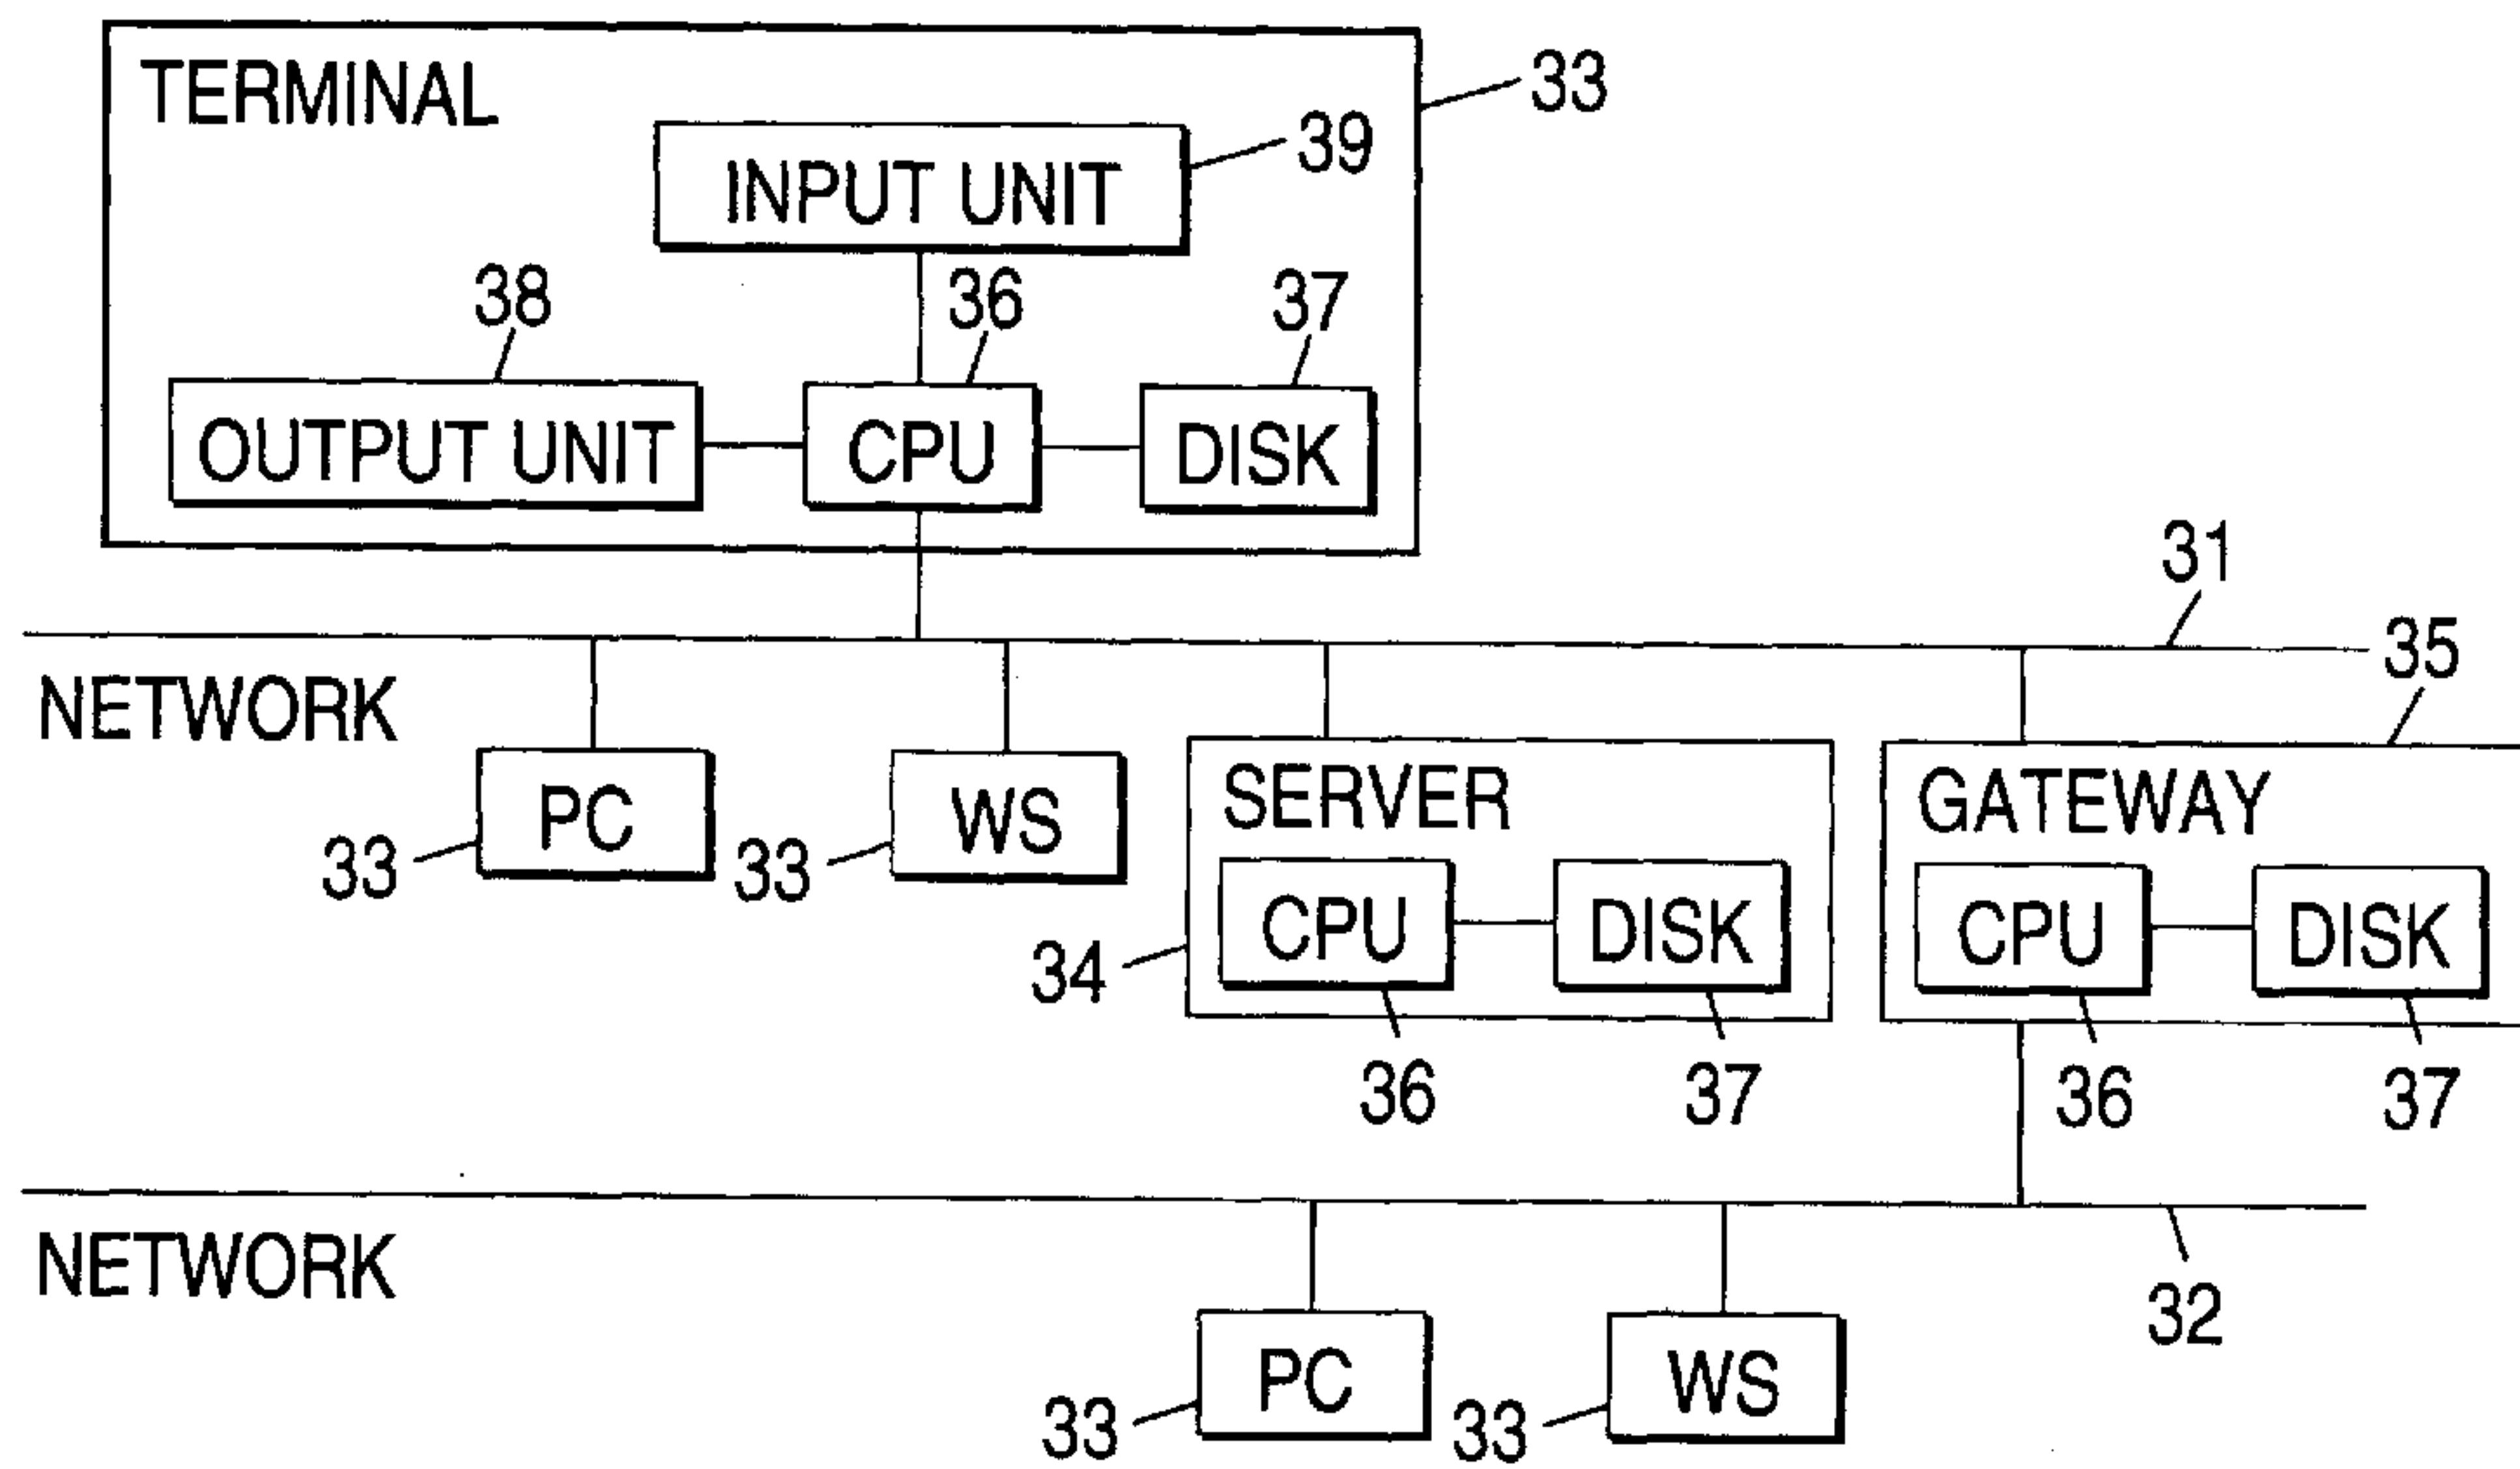 TERMINAL
33
39
INPUT UNIT
38
36
37
OUTPUT UNIT
CPU
DISK
31
35
NETWORK
PC
33
WS
33
SERVER
CPU
DISK
34
36
37
GATEWAY
CPU
DISK
36
37
NETWORK
32
PC
33
WS
33